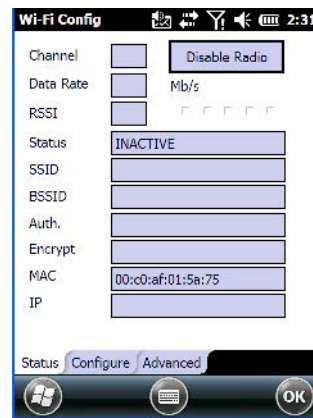 Wi-Fi Config 2:31
Channel Disable Radio
Data Rate Mb/s
RSSI
Status INACTIVE
SSID
BSSID
Auth.
Encrypt
MAC 00:c0:af:01:5a:75
IP
Status Configure Advanced
OK